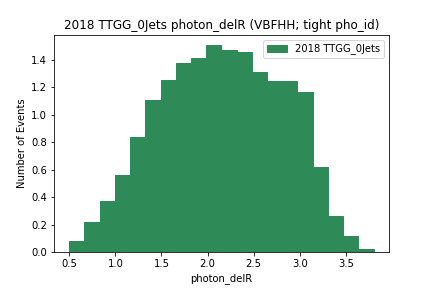 2018 TTGG_0Jets photon_delR (VBFHH; tight pho_id)
2018 TTGG_0Jets
Number of Events
1.4
1.2
1.0
0.8
0.6
0.4
0.2
0.0
0.5 1.0 1.5 2.0 2.5 3.0 3.5
photon_delR